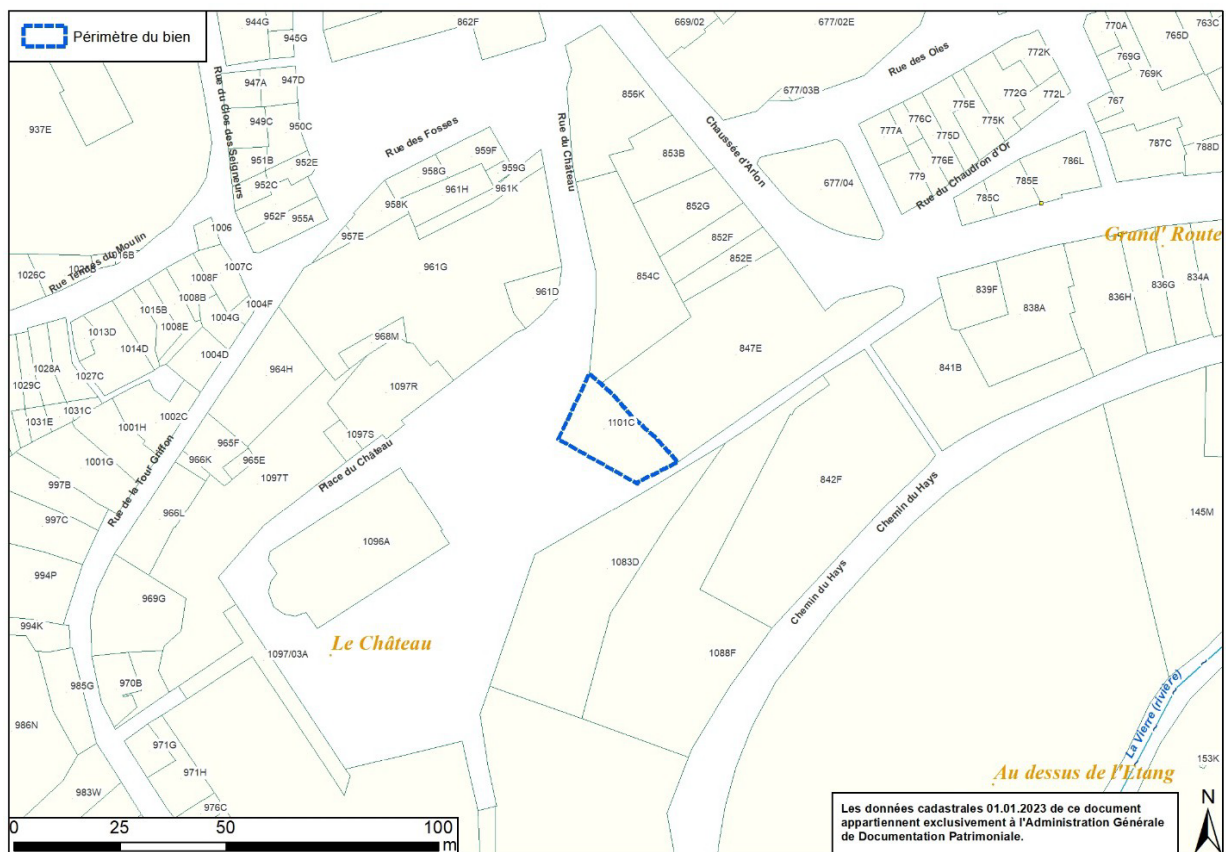 Périmètre du bien
944G
945G
862F
669/02
677/02E
770A
763C
765D
769G
769K
772K
937E
947A
947D
949C
950C
951B
952E
952C
952F
955A
Rue du Clos des Seigneurs
Rue des Fosses
958G
959F
959G
961H
961K
958K
957E
961G
961D
Rue du Château
856K
853B
852G
852F
852E
854C
847E
Chaussée d'Arlon
677/03B
677/04
Rue des Oies
777A
776C
775E
775D
775K
776E
779
772G
772L
767
787C
788D
Rue du Chaudron d'Or
786L
785E
785C
Grand' Route
1026C
1016B
Rue Tennés du Moulin
1006
1007C
1008F
1008B
1008E
1015B
1004F
1004G
1004D
1013D
1014D
1028A
1029C
1027C
1031C
1031E
1002C
1001H
1001G
964H
968M
1097R
1097S
965F
965E
966K
1097T
966L
Rue de la Tour Griffon
Place du Château
997B
997C
994P
994K
969G
1096A
1101C
839F
838A
836H
836G
834A
841B
842F
1083D
1088F
Chemin du Hays
Chemin du Hays
145M
Le Château
1097/03A
970B
985G
986N
971G
971H
983W
976C
La Vierre (rivière)
153K
Au dessus de l'Etang
0 25 50 100
m
Les données cadastrales 01.01.2023 de ce document
appartiennent exclusivement à l'Administration Générale
de Documentation Patrimoniale.
N